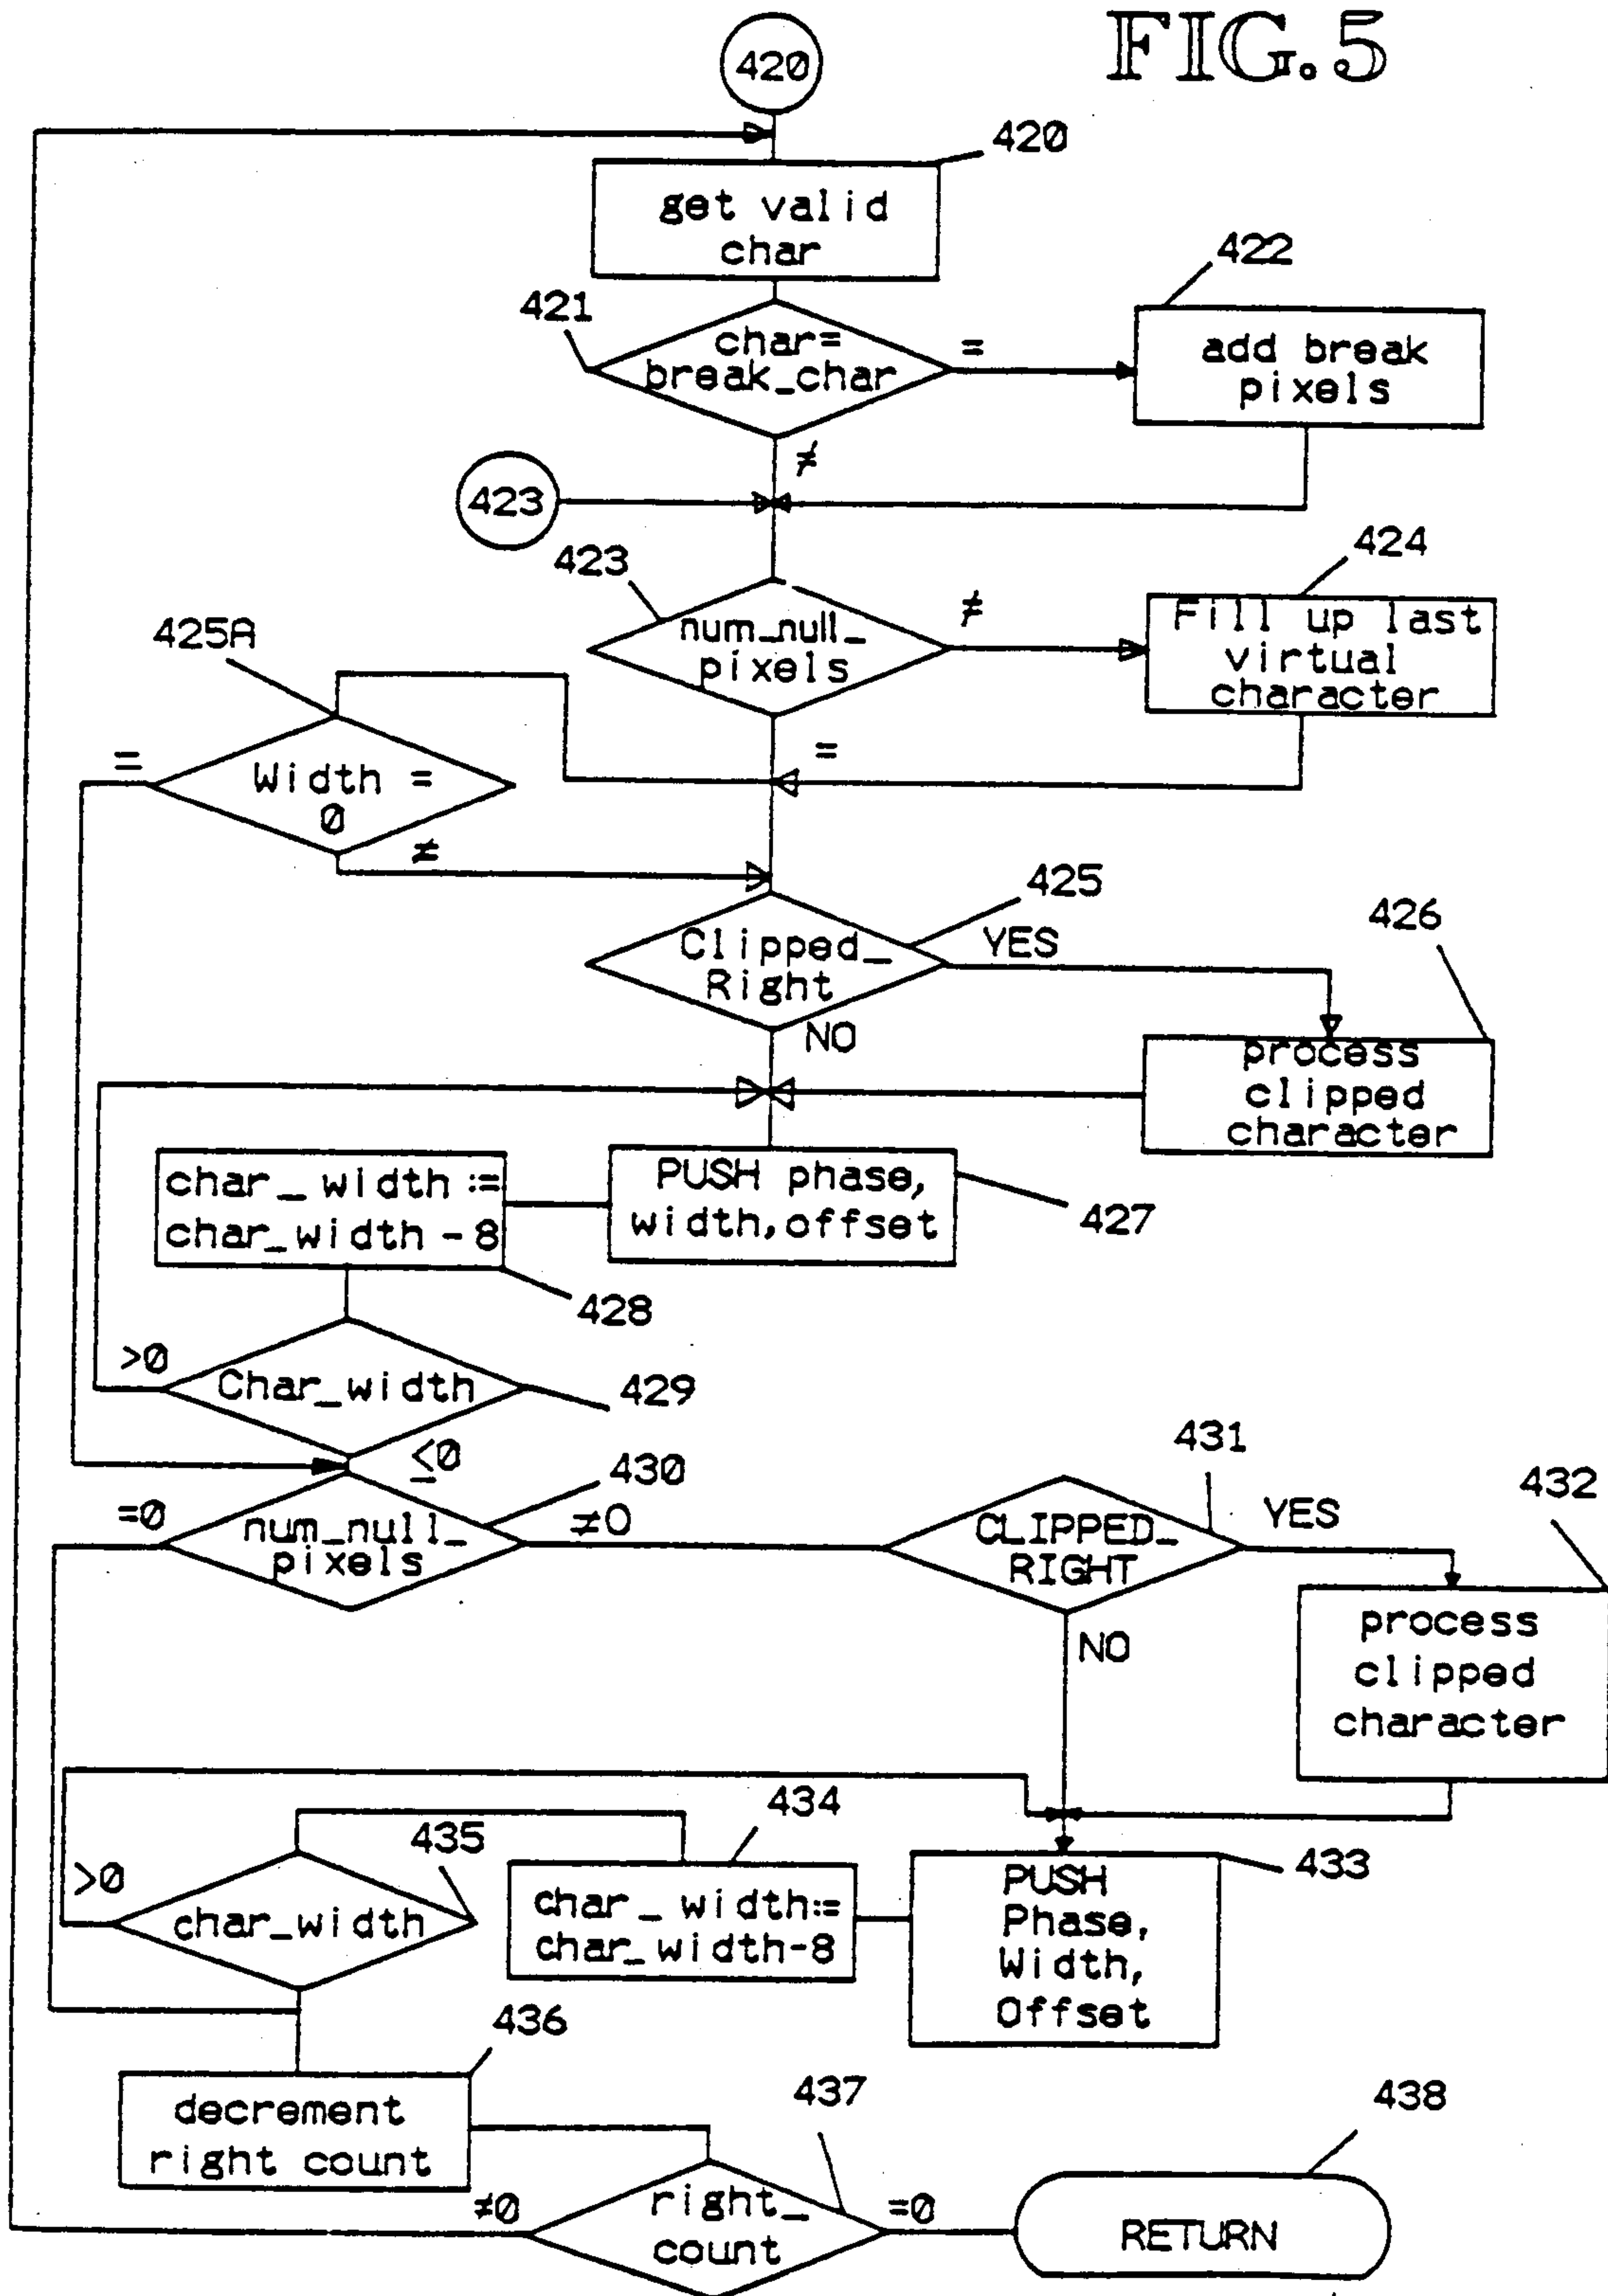 FIG. 5
420
420
get valid
char
422
421
char=
break_char
=
add break
pixels
≠
423
423
424
num_null_
pixels
≠
Fill up last
virtual
character
425A
=
=
Width =
0
≠
425
426
Clipped_
Right
YES
NO
process
clipped
character
char_width :=
char_width - 8
PUSH phase,
width, offset
427
428
>0
Char_width
429
≤0
430
431
432
=0
num_null_
pixels
≠0
CLIPPED_
RIGHT
YES
NO
process
clipped
character
434
435
433
>0
char_width
char_width:=
char_width-8
PUSH
Phase,
Width,
Offset
436
decrement
right count
437
438
≠0
right_
count
=0
RETURN